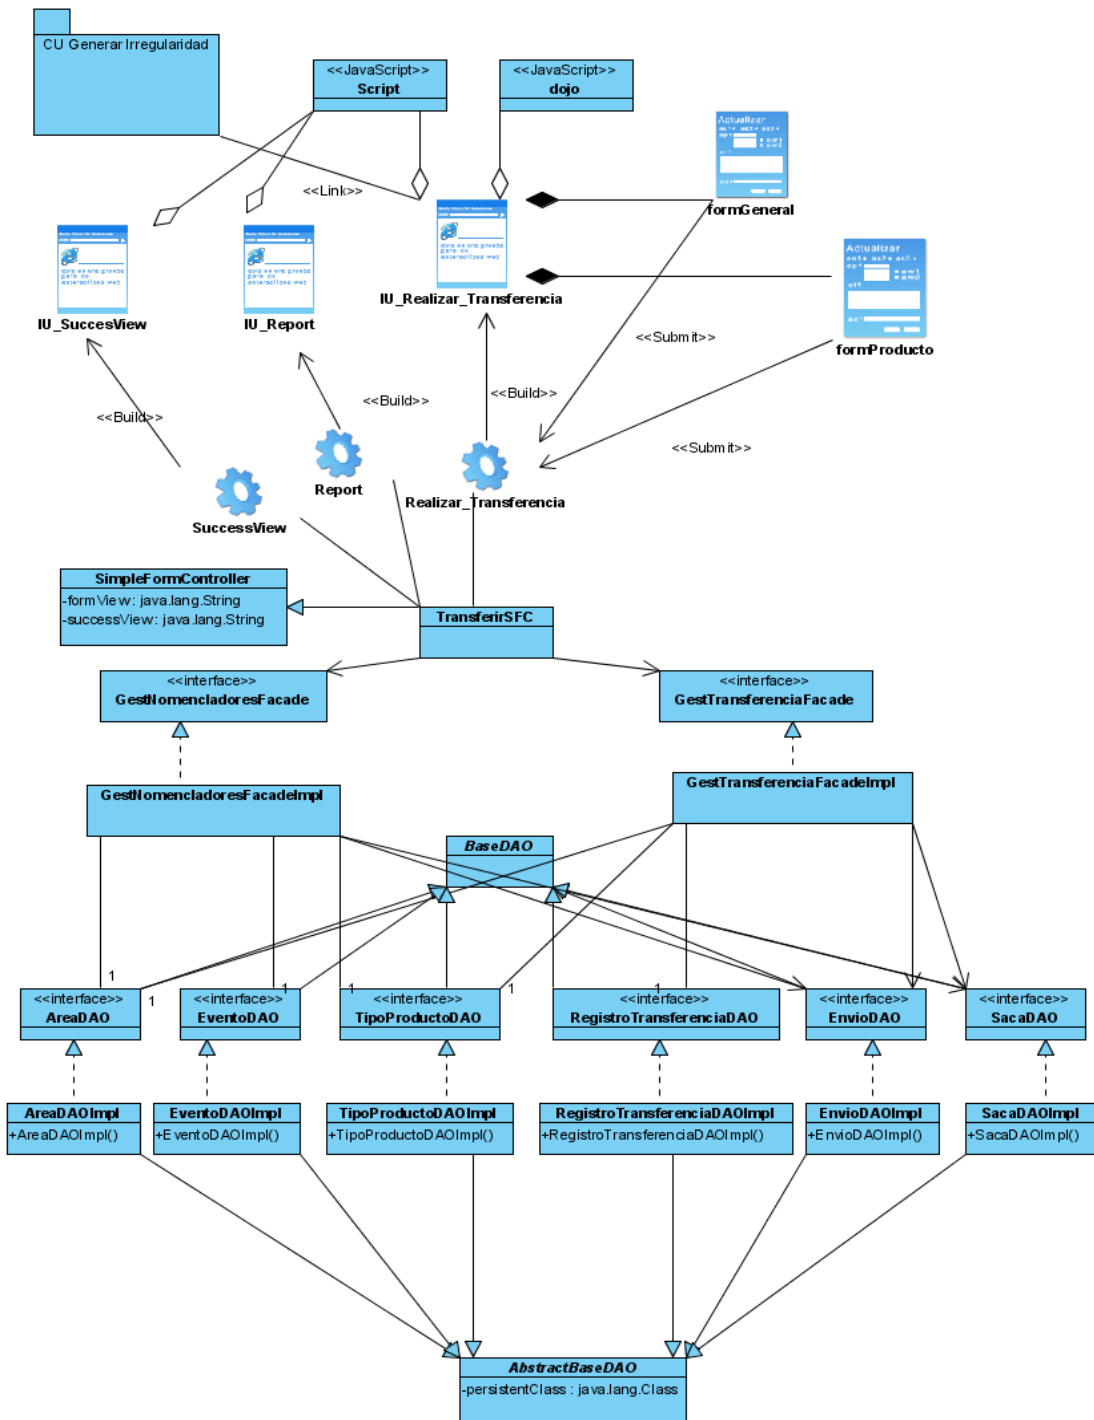 CU Generar Irregularidad
<<JavaScript>>
Script
<<JavaScript>>
dojo
Actualizar
formGeneral
<<Link>>
Actualizar
formProducto
IU_SuccesView
IU_Report
IU_Realizar_Transferencia
<<Submit>>
<<Build>>
<<Build>>
<<Build>>
<<Submit>>
SuccessView
Report
Realizar_Transferencia
SimpleFormController
-formView : java.lang.String
-successView : java.lang.String
TransferirSFC
<<interface>>
GestNomencladoresFacade
<<interface>>
GestTransferenciaFacade
GestNomencladoresFacadeImpl
GestTransferenciaFacadeImpl
BaseDAO
1
1
1
1
1
1
<<interface>>
AreaDAO
<<interface>>
EventoDAO
<<interface>>
TipoProductoDAO
<<interface>>
RegistroTransferenciaDAO
<<interface>>
EnvioDAO
<<interface>>
SacaDAO
AreaDAOImpl
+AreaDAOImpl()
EventoDAOImpl
+EventoDAOImpl()
TipoProductoDAOImpl
+TipoProductoDAOImpl()
RegistroTransferenciaDAOImpl
+RegistroTransferenciaDAOImpl()
EnvioDAOImpl
+EnvioDAOImpl()
SacaDAOImpl
+SacaDAOImpl()
AbstractBaseDAO
-persistentClass : java.lang.Class